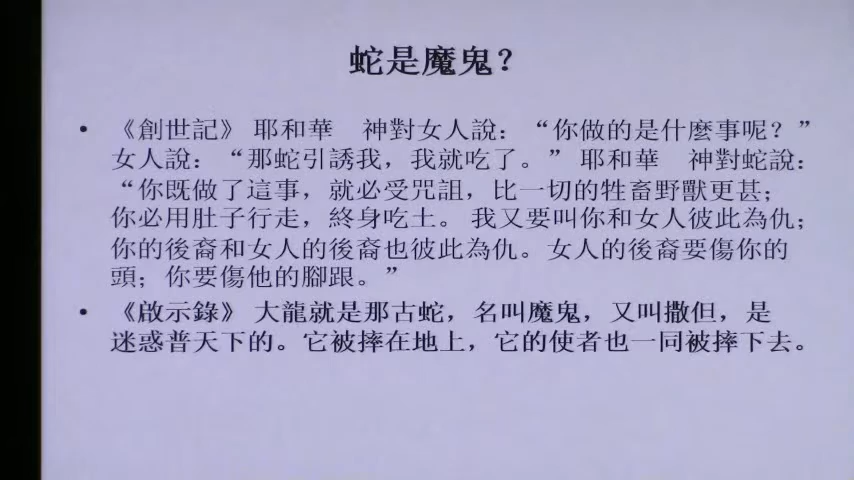 蛇是魔鬼？
• 《創世記》 耶和華　神對女人說：“你做的是什麼事呢？”
女人說：“那蛇引誘我，我就吃了。” 耶和華　神對蛇說：
“你既做了這事，就必受咒詛，比一切的牲畜野獸更甚；
你必用肚子行走，終身吃土。 我又要叫你和女人彼此為仇；
你的後裔和女人的後裔也彼此為仇。女人的後裔要傷你的
頭；你要傷他的腳跟。”
• 《啟示錄》 大龍就是那古蛇，名叫魔鬼，又叫撒但，是
迷惑普天下的。它被摔在地上，它的使者也一同被摔下去。